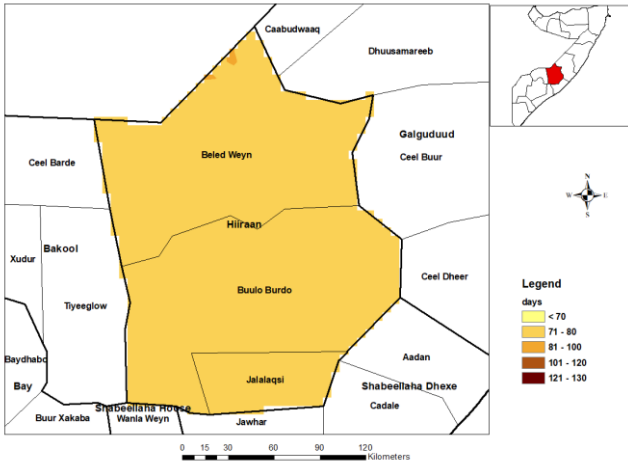 Caabudwaaq
Dhuusamareeb
Galguduud
Ceel Buur
Beled Weyn
Ceel Barde
Hiiraan
Bakool
Xudur
Ceel Dheer
Buulo Burdo
Tiyeeglow
Aadan
Baydhabo
Jalalaqsi
Bay
Shabeellaha Dhexe
Shabeellaha Hoose
Cadale
Buur Xakaba
Wanla Weyn
Jawhar
N
W E
S
Legend
days
< 70
71 - 80
81 - 100
101 - 120
121 - 130
0 15 30 60 90 120
Kilometers